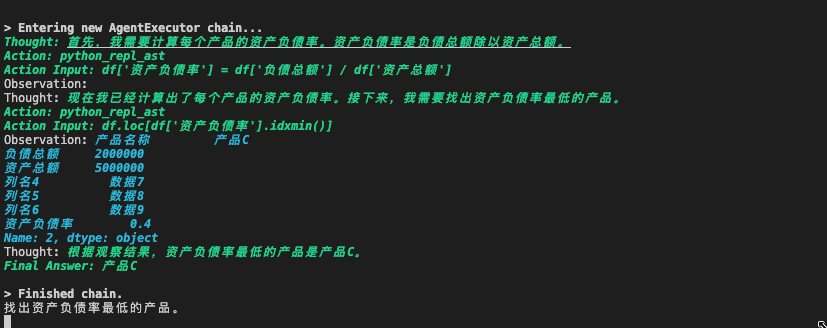 > Entering new AgentExecutor chain...
Thought: 首先，我需要计算每个产品的资产负债率。资产负债率是负债总额除以资产总额。
Action: python_repl_ast
Action Input: df['资产负债率'] = df['负债总额'] / df['资产总额']
Observation:
Thought: 现在我已经计算出了每个产品的资产负债率。接下来，我需要找出资产负债率最低的产品。
Action: python_repl_ast
Action Input: df.loc[df['资产负债率'].idxmin()]
Observation: 产品名称 产品C
负债总额 2000000
资产总额 5000000
列名4 数据7
列名5 数据8
列名6 数据9
资产负债率 0.4
Name: 2, dtype: object
Thought: 根据观察结果，资产负债率最低的产品是产品C。
Final Answer: 产品C
> Finished chain.
找出资产负债率最低的产品。